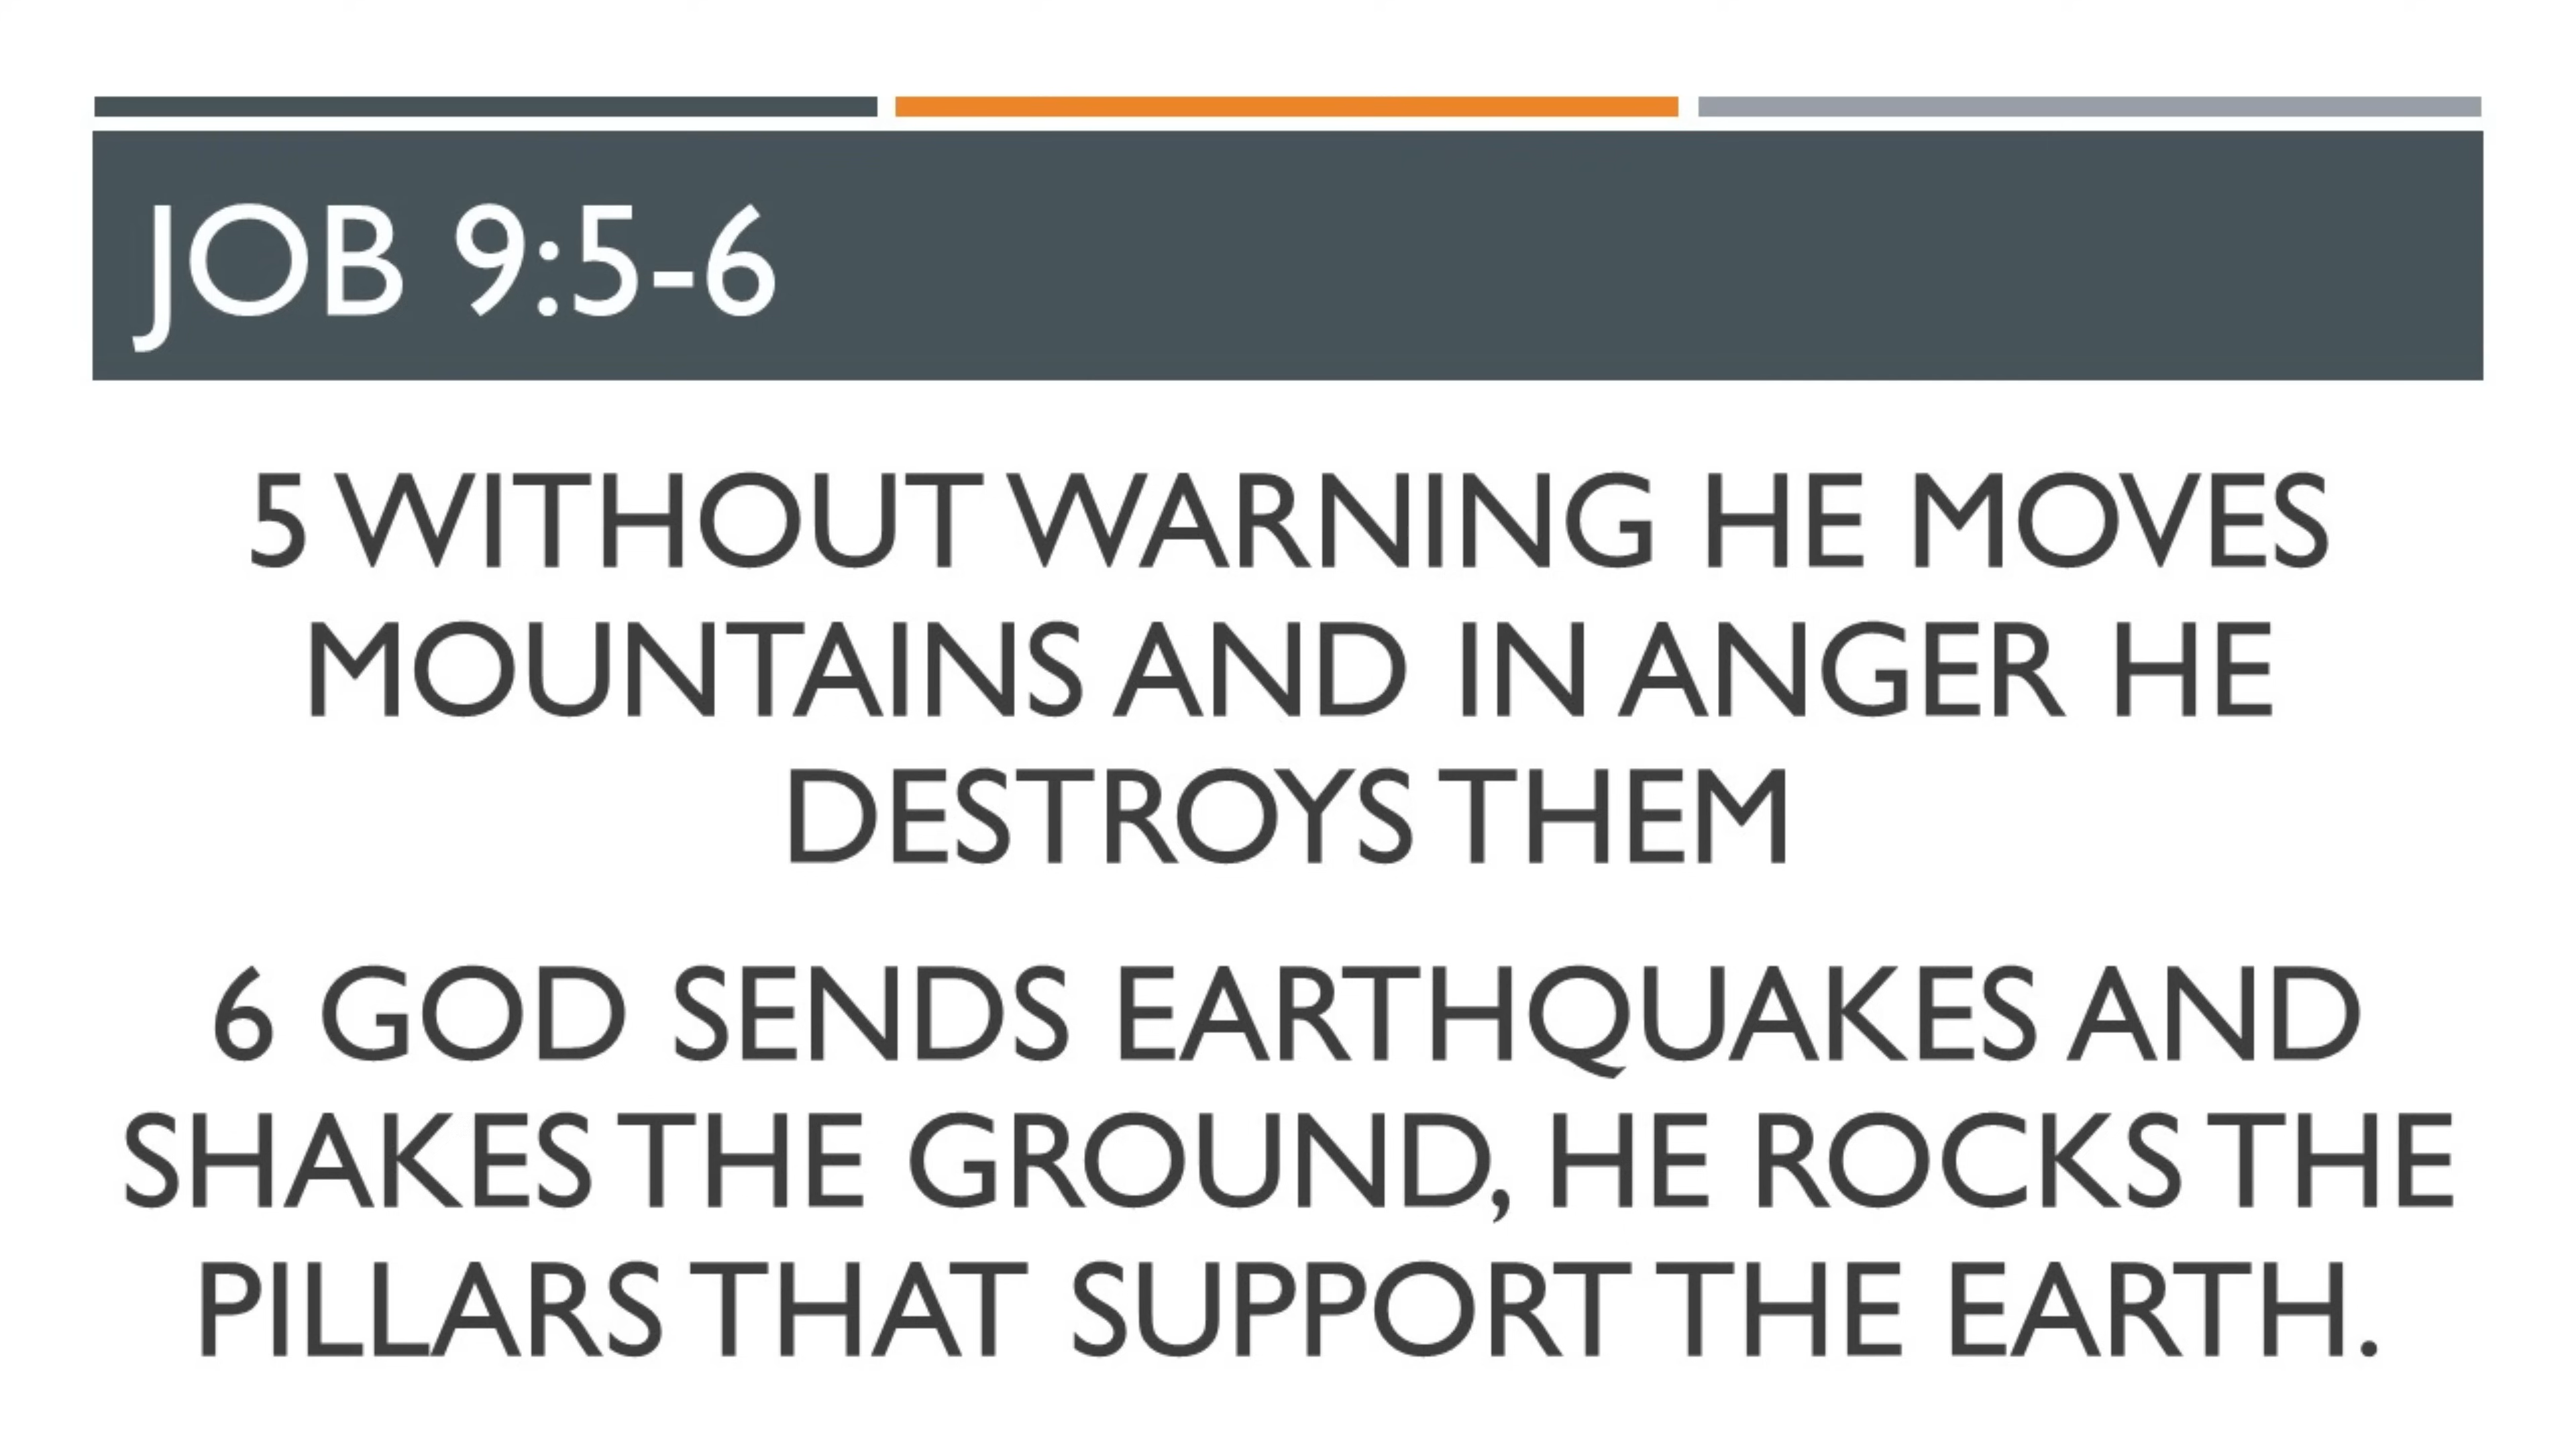 JOB 9:5-6
5 WITHOUT WARNING HE MOVES
MOUNTAINS AND IN ANGER HE
DESTROYS THEM
6 GOD SENDS EARTHQUAKES AND
SHAKES THE GROUND, HE ROCKS THE
PILLARS THAT SUPPORT THE EARTH.